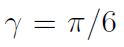 γ = π/6